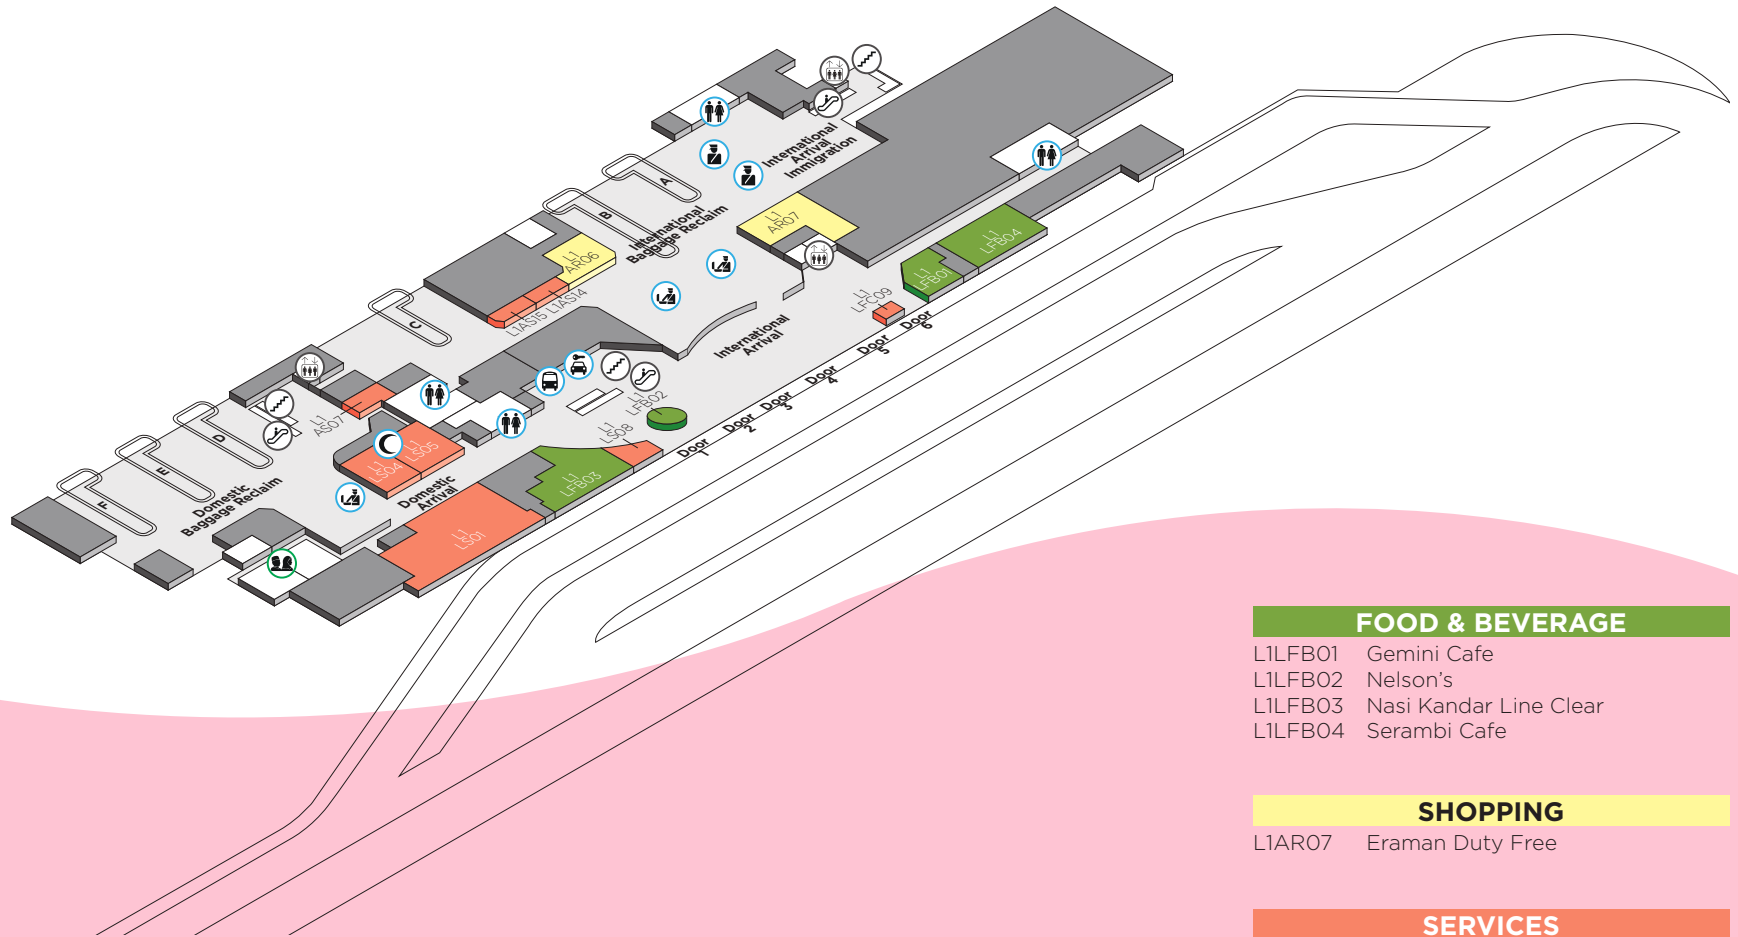 International
Arrival
Immigration
A
B
International
Baggage Reclaim
L1
AR07
L1
LFB04
L1
LFB01
L1
AR06
L1AS14
L1AS15
C
L1
LFC09
International
Arrival
Door
6
Door
5
Door
4
Door
3
Door
2
Door
1
L1
LFB02
L1
LS08
L1
AS07
L1
LS05
L1
LS04
D
E
F
Domestic
Baggage Reclaim
Domestic
Arrival
L1
LFB03
L1
LS01
FOOD & BEVERAGE
L1LFB01 Gemini Cafe
L1LFB02 Nelson's
L1LFB03 Nasi Kandar Line Clear
L1LFB04 Serambi Cafe
SHOPPING
L1AR07 Eraman Duty Free
SERVICES